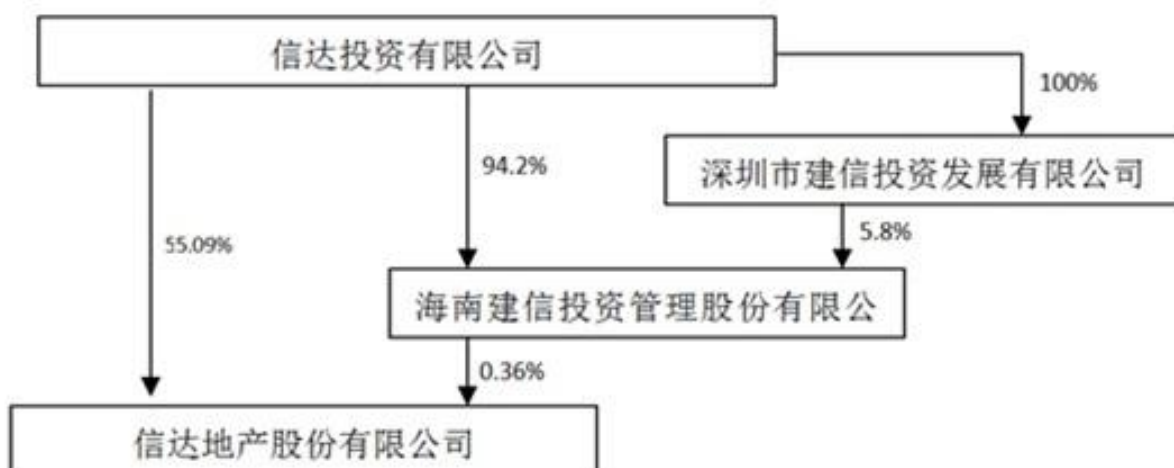 信达投资有限公司
100%
94.2%
深圳市建信投资发展有限公司
55.09%
5.8%
海南建信投资管理股份有限公
0.36%
信达地产股份有限公司